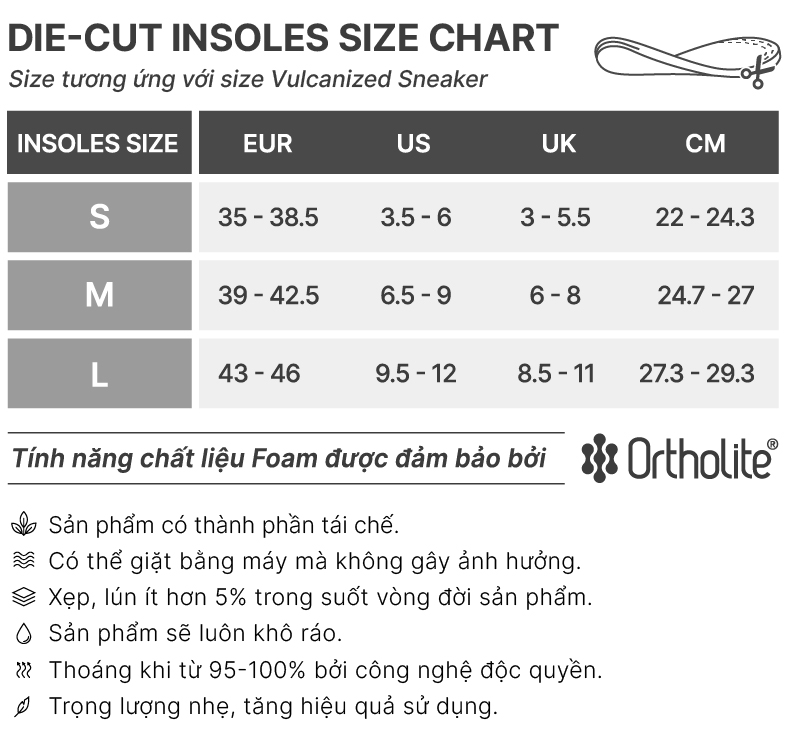 DIE-CUT INSOLES SIZE CHART
Size tương ứng với size Vulcanized Sneaker
INSOLES SIZE EUR US UK CM
S 35 - 38.5 3.5 - 6 3 - 5.5 22 - 24.3
M 39 - 42.5 6.5 - 9 6 - 8 24.7 - 27
L 43 - 46 9.5 - 12 8.5 - 11 27.3 - 29.3
Tính năng chất liệu Foam được đảm bảo bởi Ortholite®
Sản phẩm có thành phần tái chế.
Có thể giặt bằng máy mà không gây ảnh hưởng.
Xẹp, lún ít hơn 5% trong suốt vòng đời sản phẩm.
Sản phẩm sẽ luôn khô ráo.
Thoáng khi từ 95-100% bởi công nghệ độc quyền.
Trọng lượng nhẹ, tăng hiệu quả sử dụng.